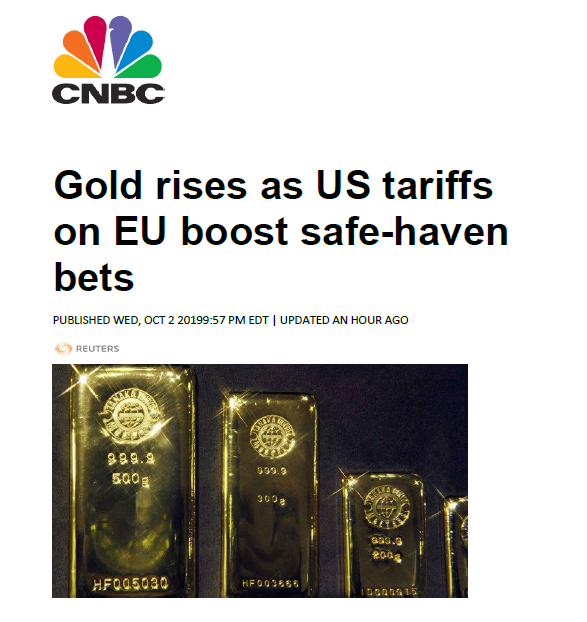 CNBC
Gold rises as US tariffs
on EU boost safe-haven
bets
PUBLISHED WED, OCT 2 20199:57 PM EDT | UPDATED AN HOUR AGO
REUTERS
999.9
500g
HF005030
999.9
300g
HF003666
999.9
200g